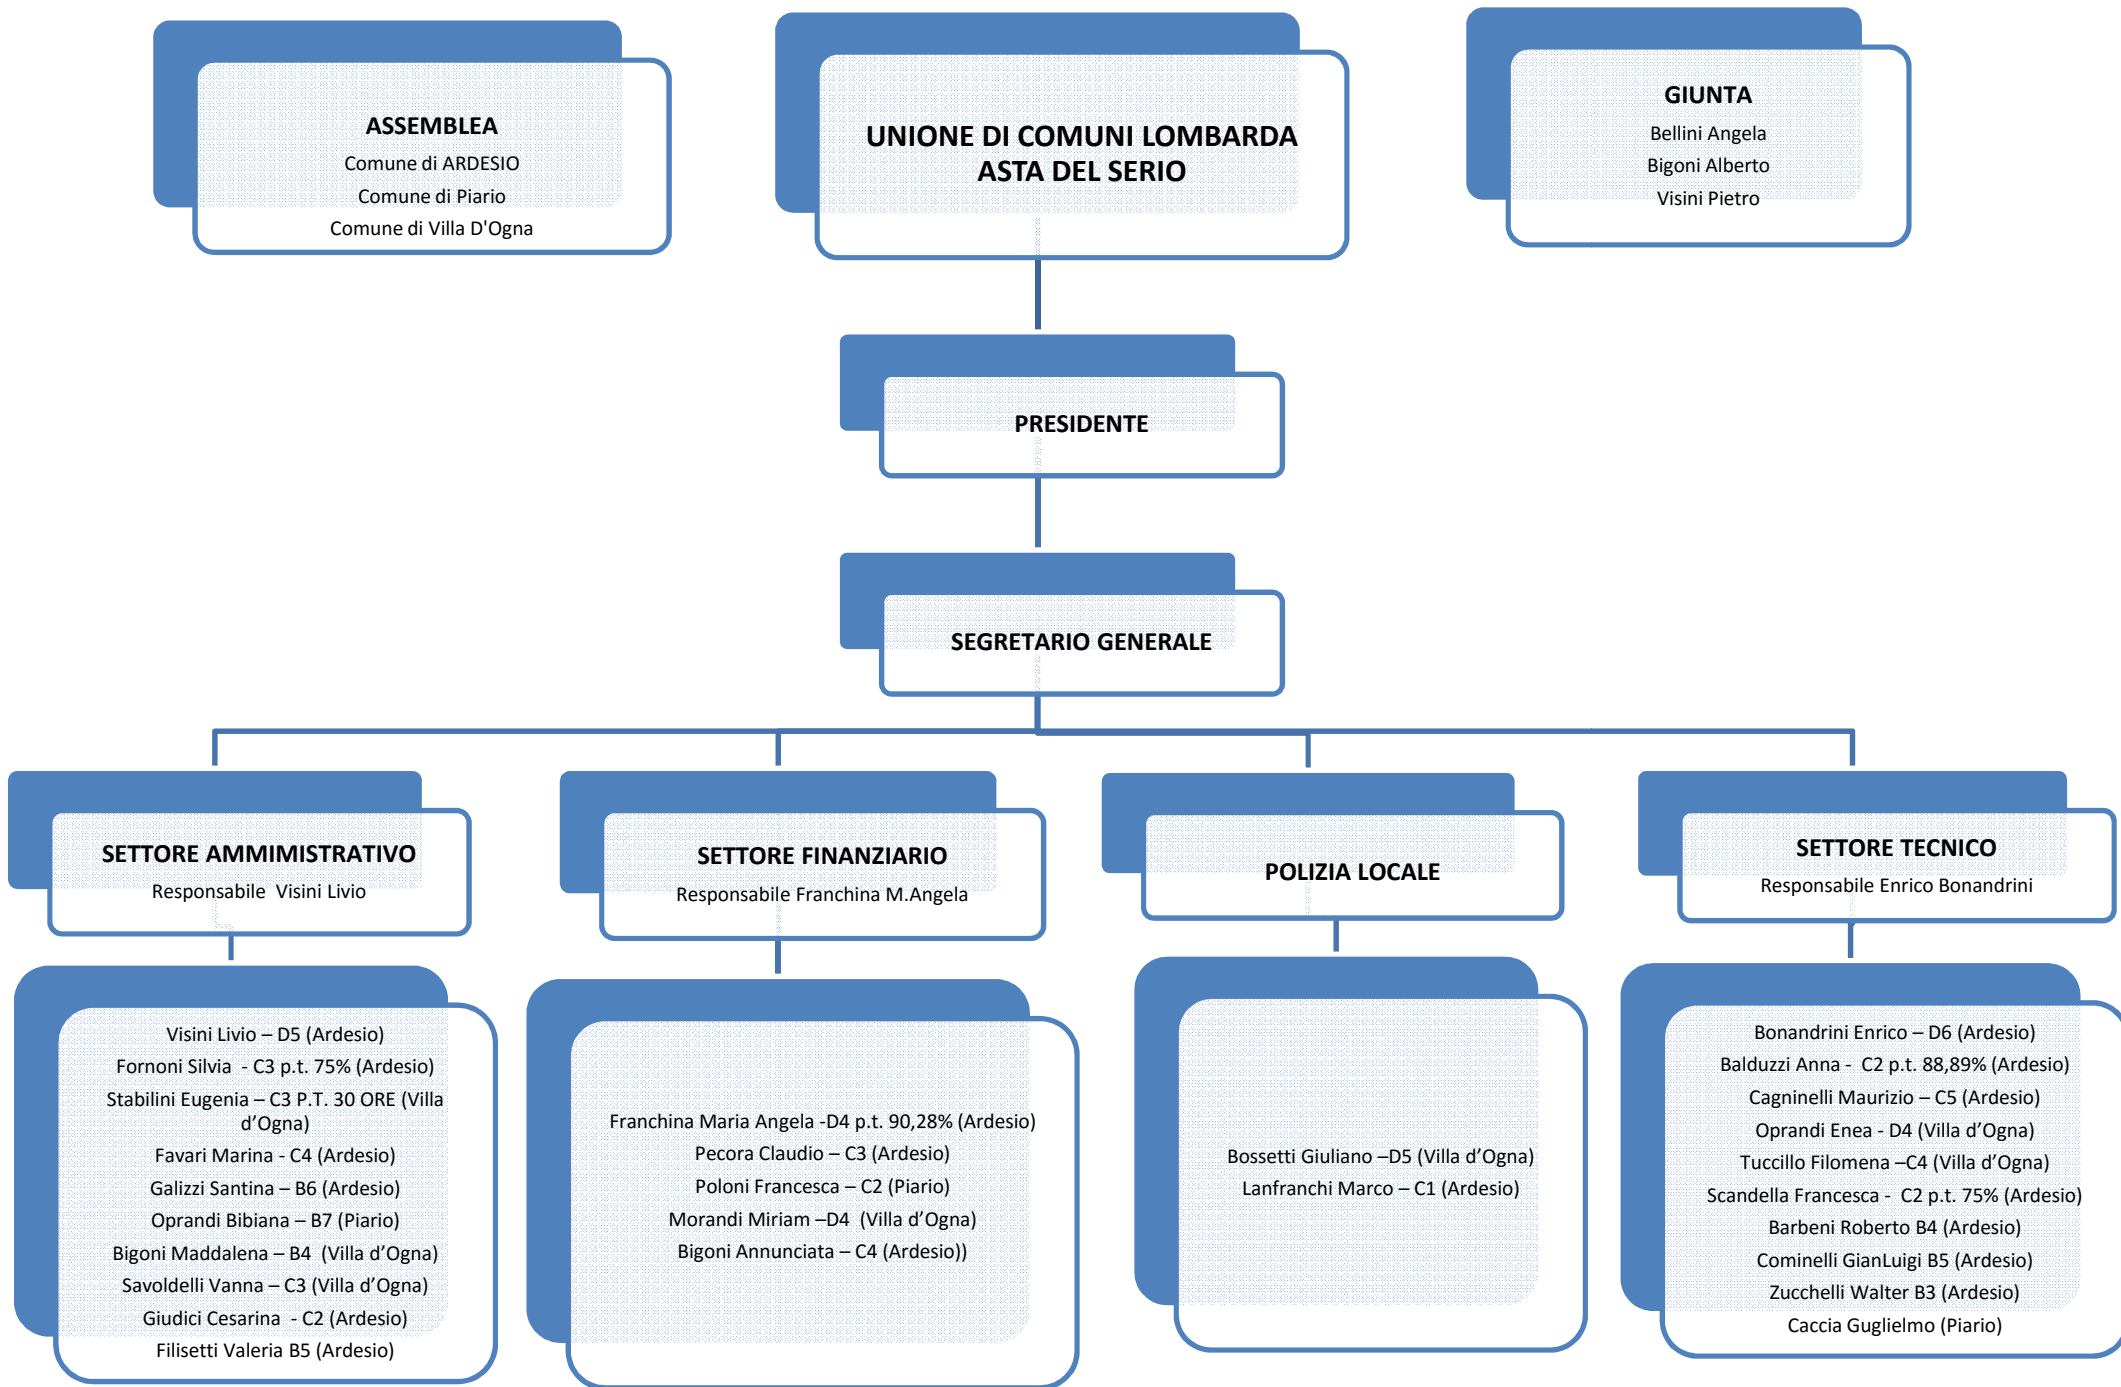 ASSEMBLEA
Comune di ARDESIO
Comune di Piario
Comune di Villa D'Ogna
UNIONE DI COMUNI LOMBARDA
ASTA DEL SERIO
GIUNTA
Bellini Angela
Bigoni Alberto
Visini Pietro
PRESIDENTE
SEGRETARIO GENERALE
SETTORE AMMIMISTRATIVO
Responsabile  Visini Livio
SETTORE FINANZIARIO
Responsabile Franchina M.Angela
POLIZIA LOCALE
SETTORE TECNICO
Responsabile Enrico Bonandrini
Visini Livio – D5 (Ardesio)
Fornoni Silvia  - C3 p.t. 75% (Ardesio)
Stabilini Eugenia – C3 P.T. 30 ORE (Villa
d’Ogna)
Favari Marina - C4 (Ardesio)
Galizzi Santina – B6 (Ardesio)
Oprandi Bibiana – B7 (Piario)
Bigoni Maddalena – B4  (Villa d’Ogna)
Savoldelli Vanna – C3 (Villa d’Ogna)
Giudici Cesarina  - C2 (Ardesio)
Filisetti Valeria B5 (Ardesio)
Franchina Maria Angela -D4 p.t. 90,28% (Ardesio)
Pecora Claudio – C3 (Ardesio)
Poloni Francesca – C2 (Piario)
Morandi Miriam –D4  (Villa d’Ogna)
Bigoni Annunciata – C4 (Ardesio))
Bossetti Giuliano –D5 (Villa d’Ogna)
Lanfranchi Marco – C1 (Ardesio)
Bonandrini Enrico – D6 (Ardesio)
Balduzzi Anna -  C2 p.t. 88,89% (Ardesio)
Cagninelli Maurizio – C5 (Ardesio)
Oprandi Enea - D4 (Villa d’Ogna)
Tuccillo Filomena –C4 (Villa d’Ogna)
Scandella Francesca -  C2 p.t. 75% (Ardesio)
Barbeni Roberto B4 (Ardesio)
Cominelli GianLuigi B5 (Ardesio)
Zucchelli Walter B3 (Ardesio)
Caccia Guglielmo (Piario)